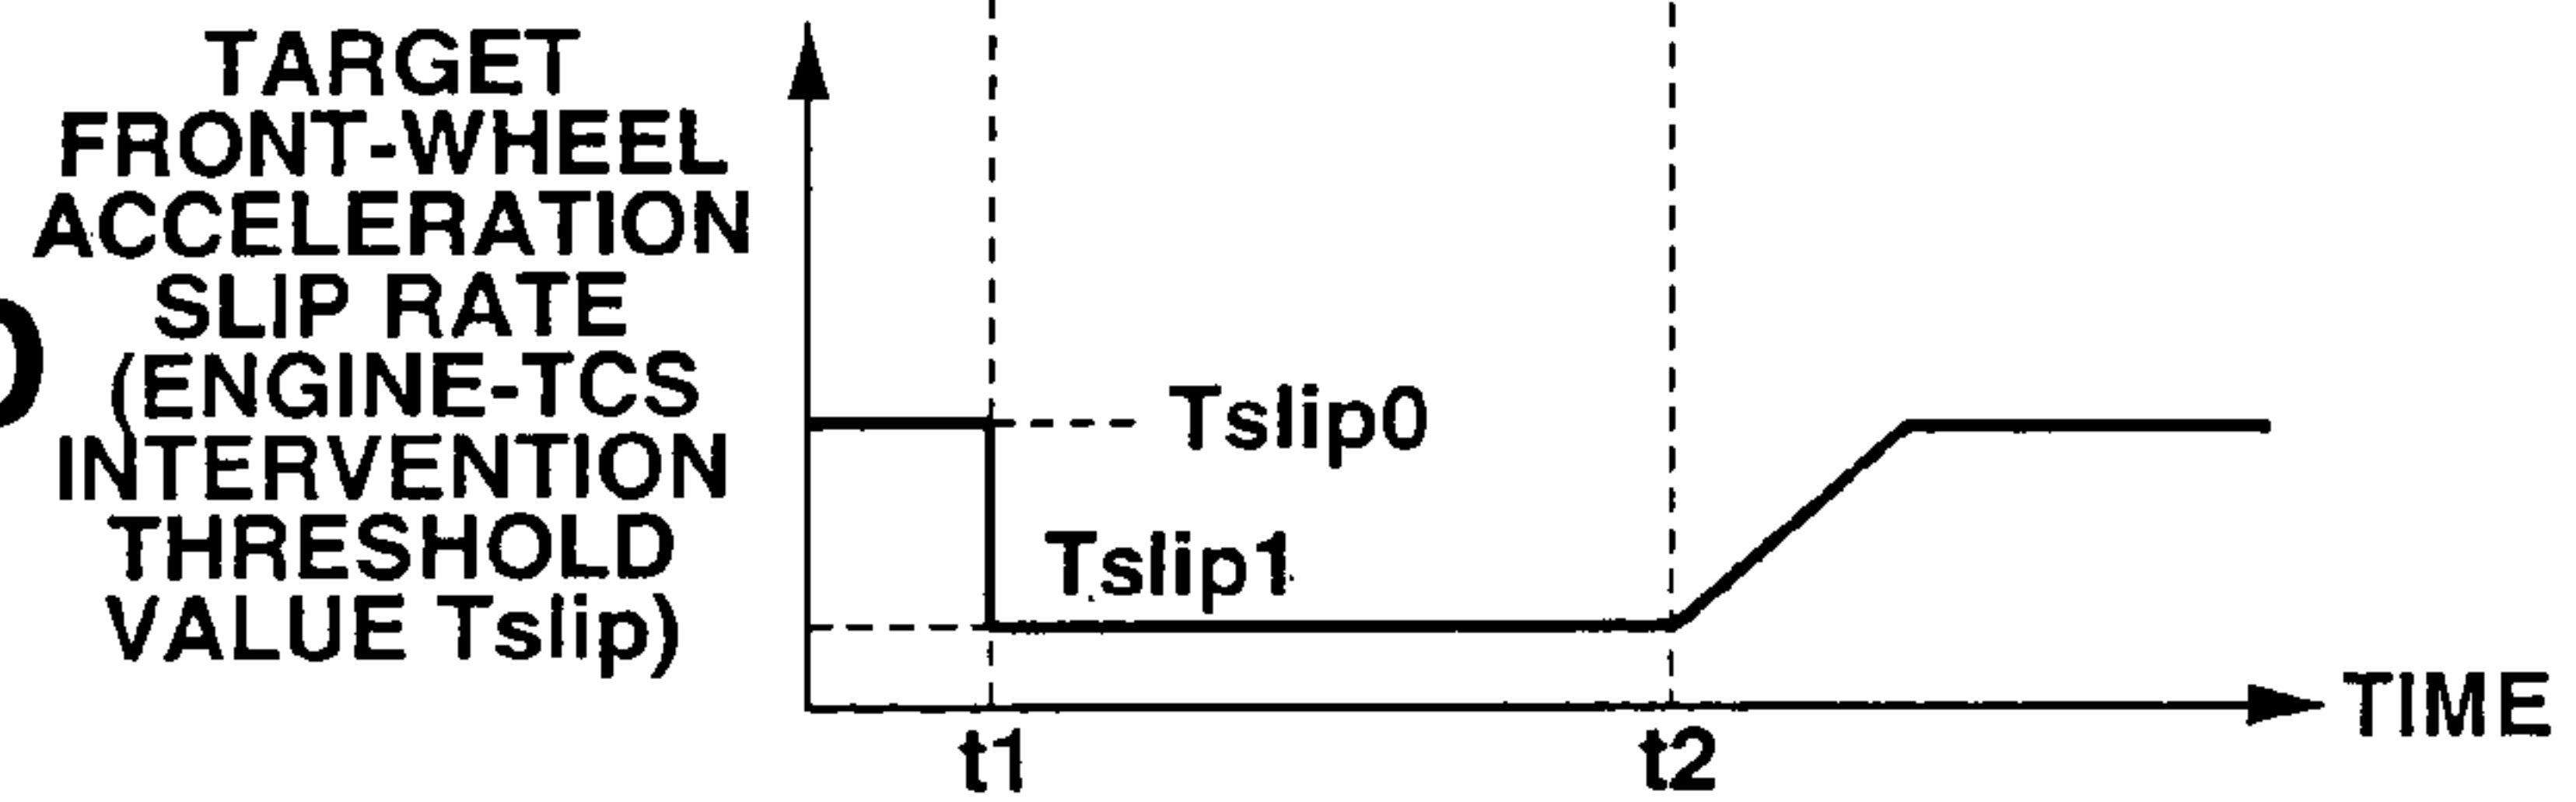 TARGET
FRONT-WHEEL
ACCELERATION
SLIP RATE
(ENGINE-TCS
INTERVENTION
THRESHOLD
VALUE Tslip)
Tslip0
Tslip1
t1
t2
TIME